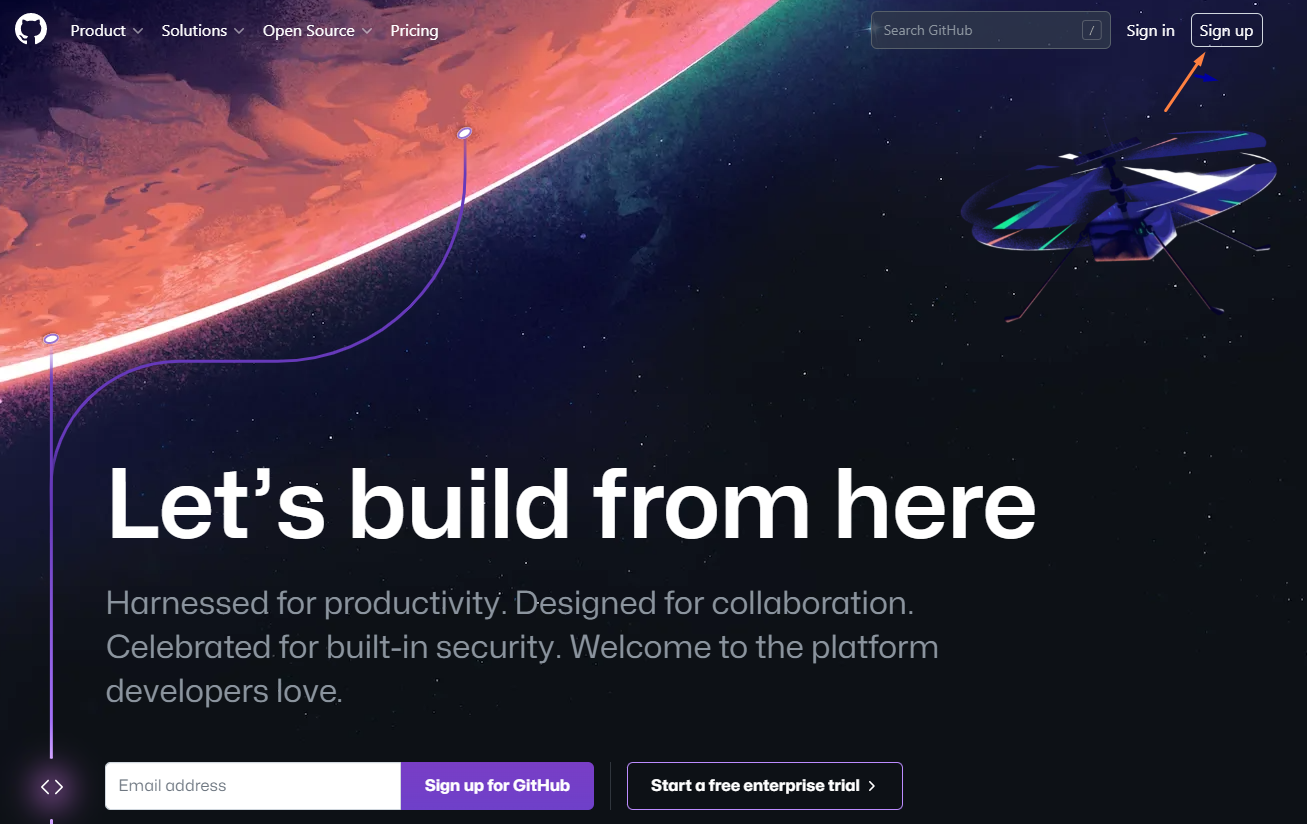 Product Solutions Open Source Pricing Search GitHub / Sign in Sign up
Let’s build from here
Harnessed for productivity. Designed for collaboration.
Celebrated for built-in security. Welcome to the platform
developers love.
Email address Sign up for GitHub Start a free enterprise trial